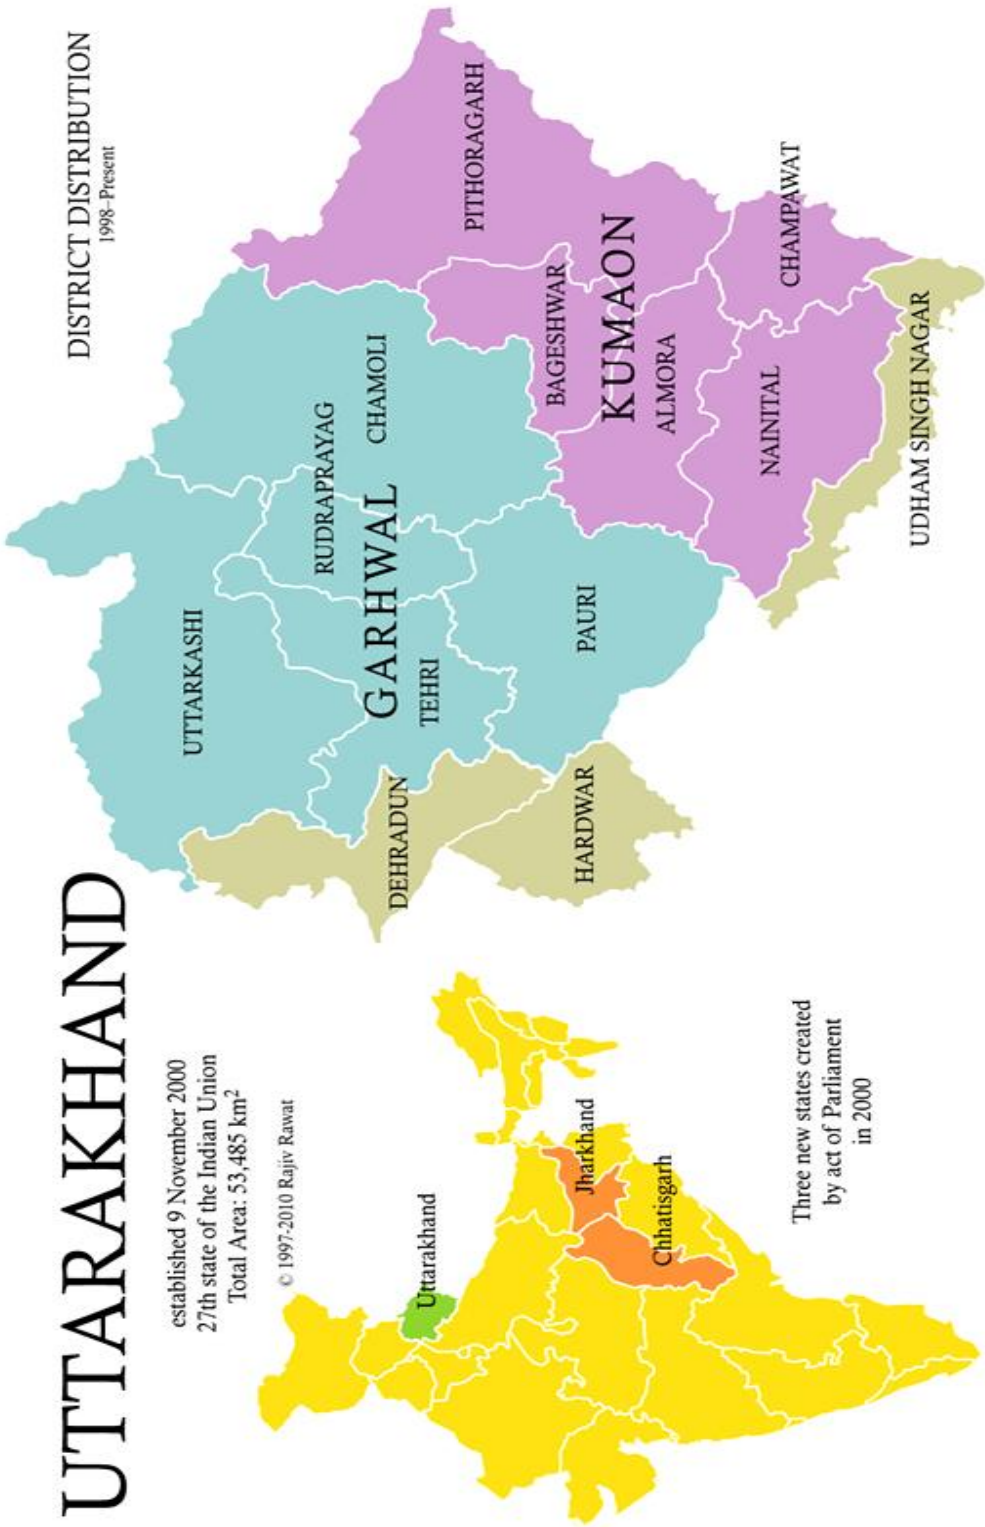 UTTARAKHAND
established 9 November 2000
27th state of the Indian Union
Total Area: 53,485 km²
© 1997-2010 Rajiv Rawat
Uttarakhand
Jharkhand
Chhatisgarh
Three new states created
by act of Parliament
in 2000
DISTRICT DISTRIBUTION
1998–Present
UTTARKASHI
RUDRAPRAYAG
CHAMOLI
GARHWAL
TEHRI
DEHRADUN
PAURI
HARDWAR
PITHORAGARH
BAGESHWAR
KUMAON
ALMORA
NAINITAL
CHAMPAWAT
UDHAM SINGH NAGAR